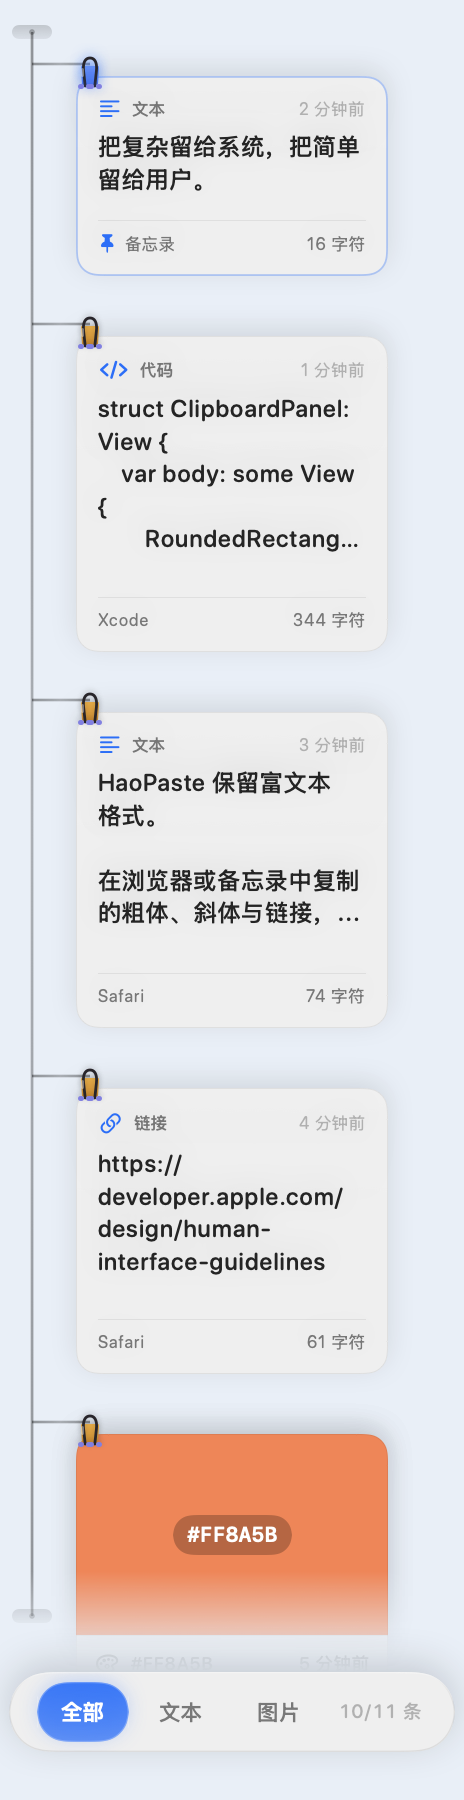 文本 2 分钟前
把复杂留给系统，把简单
留给用户。
备忘录 16 字符
代码 1 分钟前
struct ClipboardPanel:
View {
var body: some View
{
RoundedRectang...
Xcode 344 字符
文本 3 分钟前
HaoPaste 保留富文本
格式。
在浏览器或备忘录中复制
的粗体、斜体与链接，...
Safari 74 字符
链接 4 分钟前
https://
developer.apple.com/
design/human-
interface-guidelines
Safari 61 字符
#FF8A5B
#FF8A5B 5 分钟前
全部 文本 图片 10/11 条